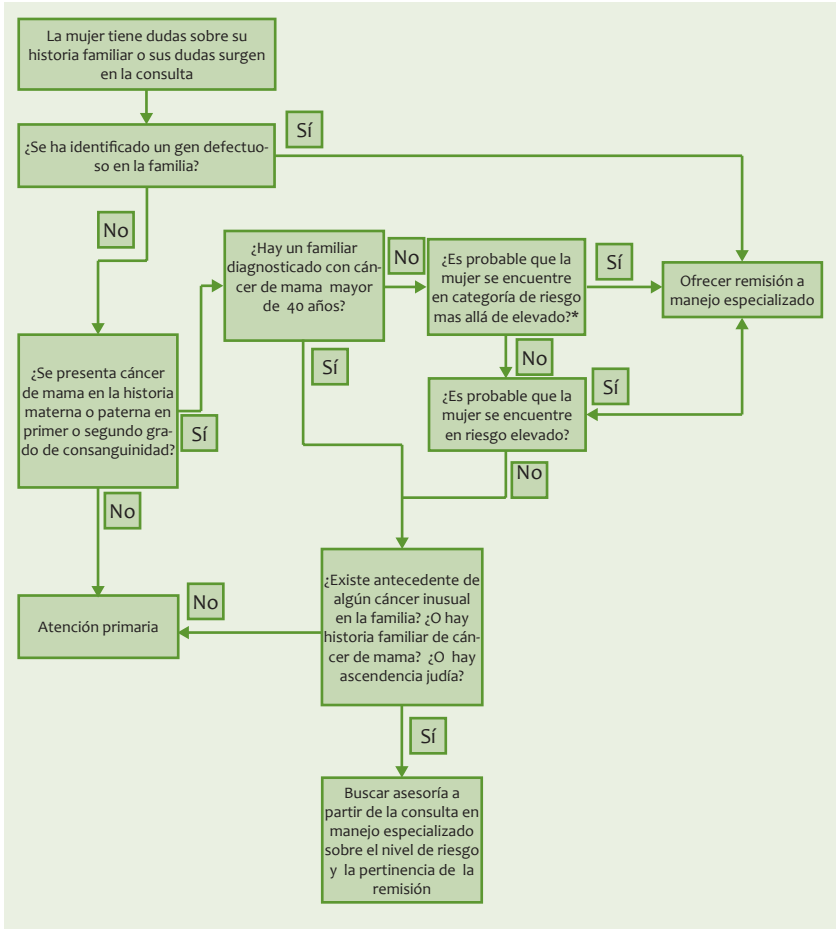 La mujer tiene dudas sobre su
historia familiar o sus dudas surgen
en la consulta
Sí
¿Se ha identificado un gen defectuo-
so en la familia?
No
¿Hay un familiar
diagnosticado con cán-
cer de mama mayor
de 40 años?
No
¿Es probable que la
mujer se encuentre
en categoría de riesgo
mas allá de elevado?*
Sí
Ofrecer remisión a
manejo especializado
Sí
No
¿Se presenta cáncer
de mama en la historia
materna o paterna en
primer o segundo gra-
do de consanguinidad?
Sí
¿Es probable que la
mujer se encuentre
en riesgo elevado?
Sí
No
No
Atención primaria
No
¿Existe antecedente de
algún cáncer inusual
en la familia? ¿O hay
historia familiar de cán-
cer de mama? ¿O hay
ascendencia judía?
Sí
Buscar asesoría a
partir de la consulta en
manejo especializado
sobre el nivel de riesgo
y la pertinencia de la
remisión